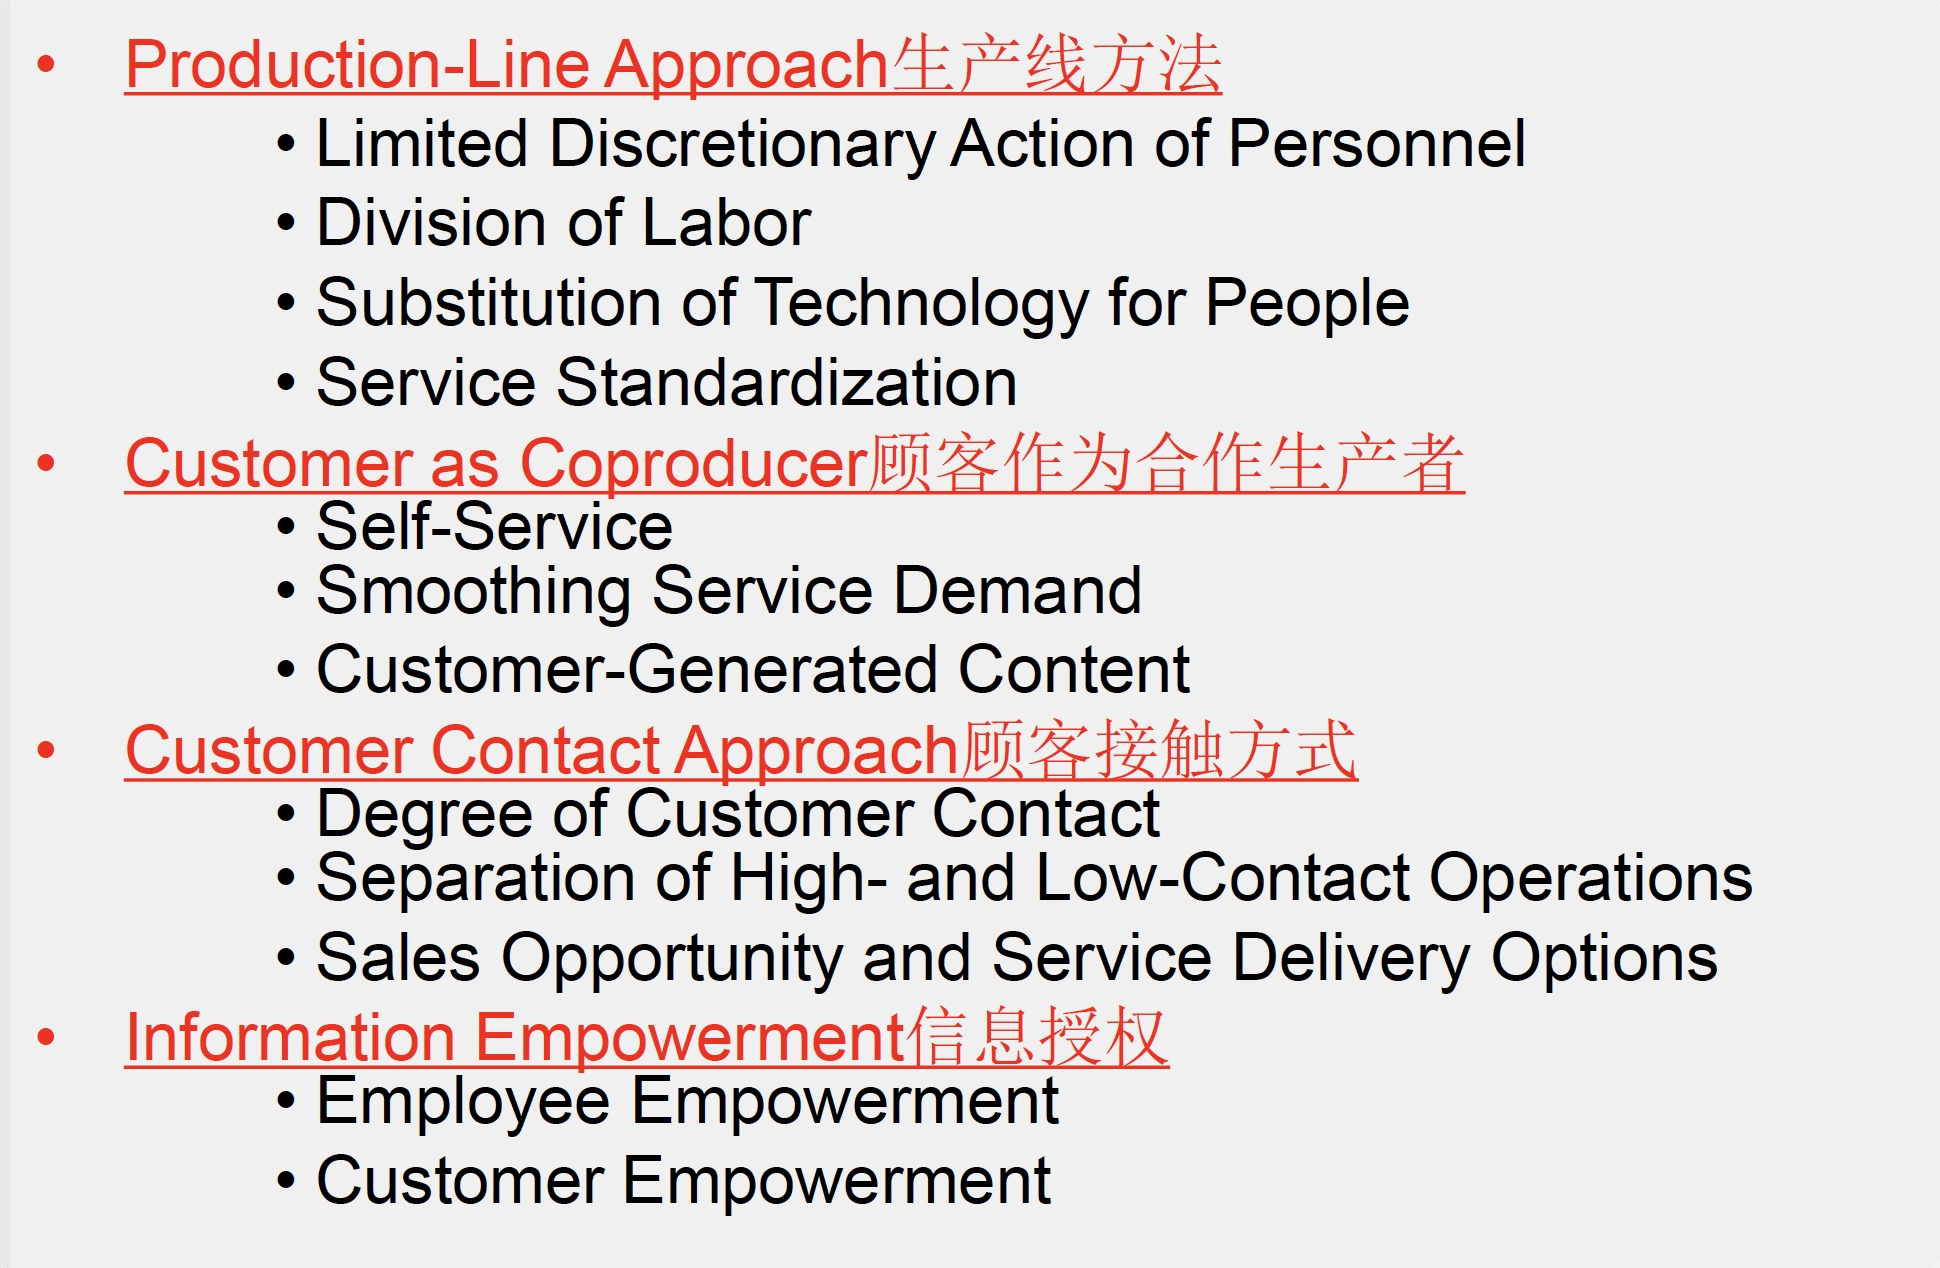 • Production-Line Approach生产线方法
• Limited Discretionary Action of Personnel
• Division of Labor
• Substitution of Technology for People
• Service Standardization
• Customer as Coproducer顾客作为合作生产者
• Self-Service
• Smoothing Service Demand
• Customer-Generated Content
• Customer Contact Approach顾客接触方式
• Degree of Customer Contact
• Separation of High- and Low-Contact Operations
• Sales Opportunity and Service Delivery Options
• Information Empowerment信息授权
• Employee Empowerment
• Customer Empowerment